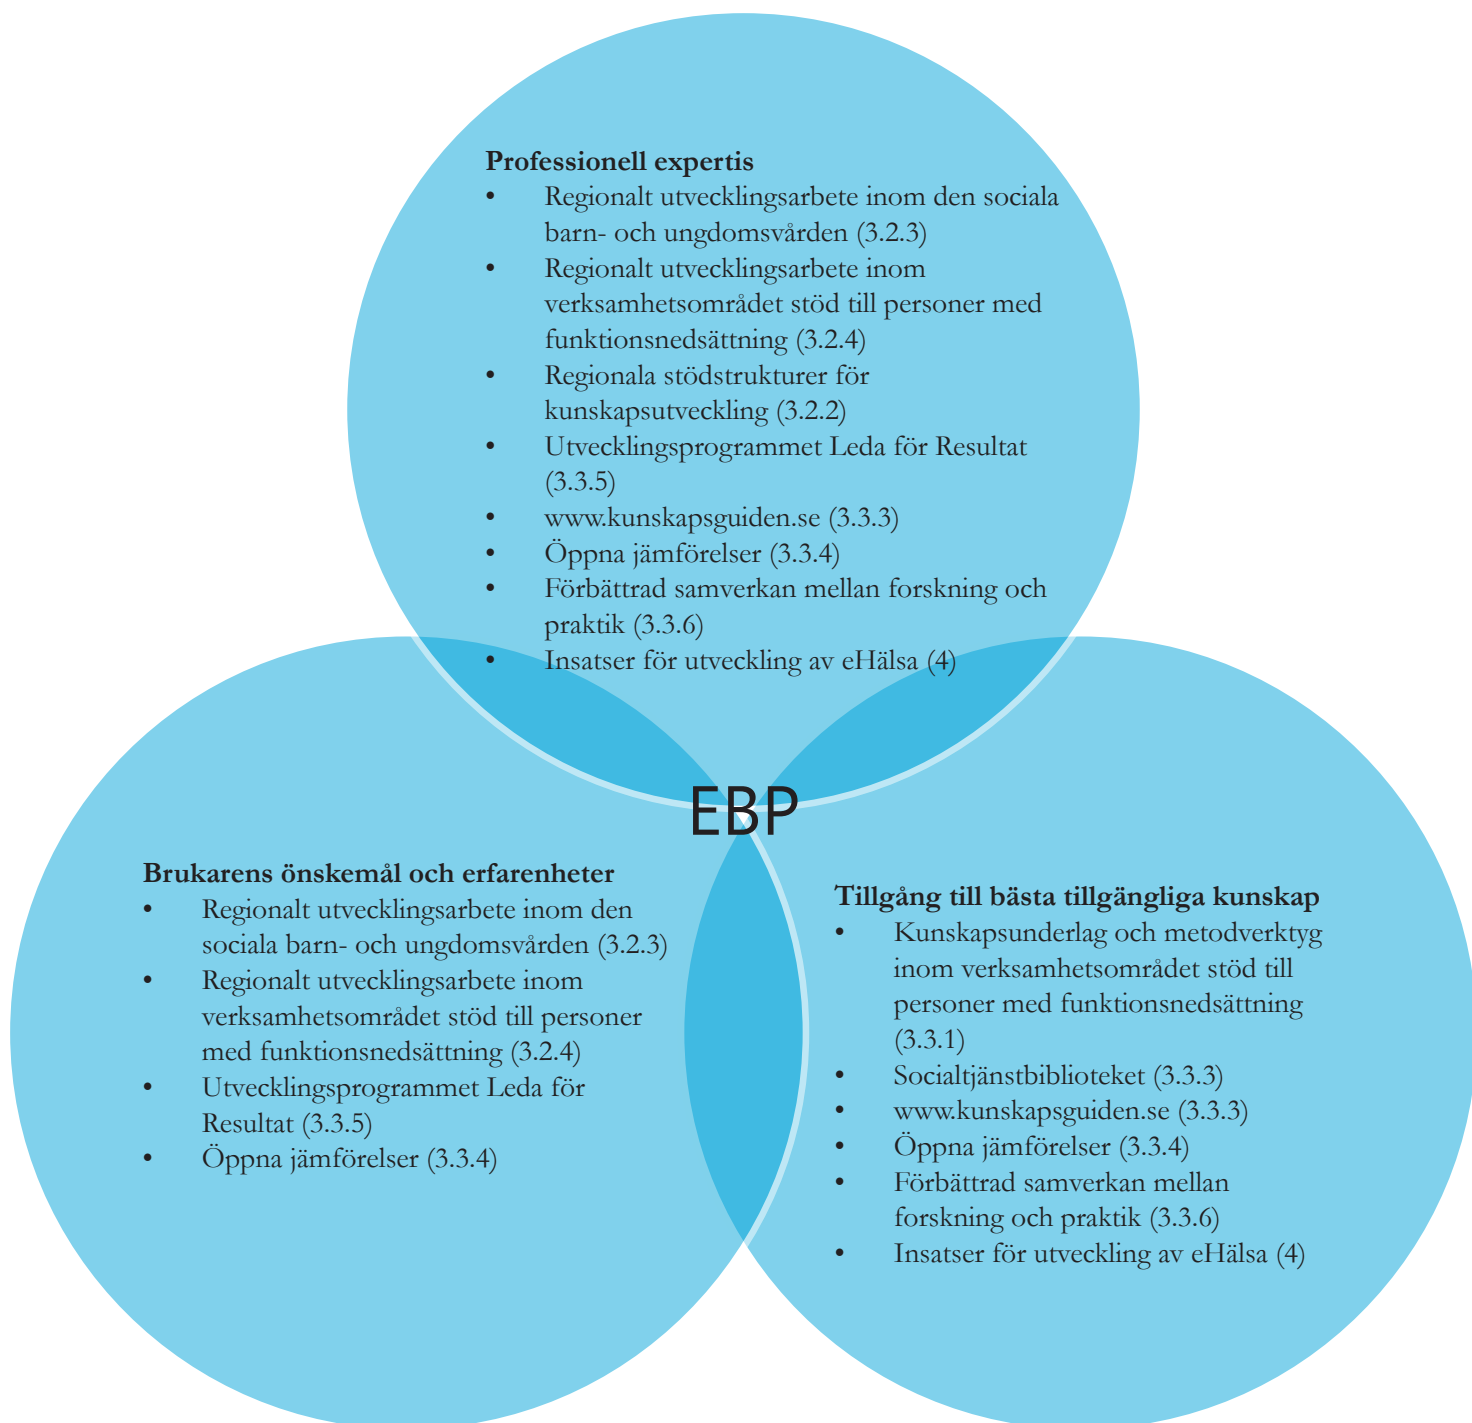 Professionell expertis
• Regionalt utvecklingsarbete inom den sociala
barn- och ungdomsvården (3.2.3)
• Regionalt utvecklingsarbete inom
verksamhetsområdet stöd till personer med
funktionsnedsättning (3.2.4)
• Regionala stödstrukturer för
kunskapsutveckling (3.2.2)
• Utvecklingsprogrammet Leda för Resultat
(3.3.5)
• www.kunskapsguiden.se (3.3.3)
• Öppna jämförelser (3.3.4)
• Förbättrad samverkan mellan forskning och
praktik (3.3.6)
• Insatser för utveckling av eHälsa (4)
EBP
Brukarens önskemål och erfarenheter
• Regionalt utvecklingsarbete inom den
sociala barn- och ungdomsvården (3.2.3)
• Regionalt utvecklingsarbete inom
verksamhetsområdet stöd till personer
med funktionsnedsättning (3.2.4)
• Utvecklingsprogrammet Leda för
Resultat (3.3.5)
• Öppna jämförelser (3.3.4)
Tillgång till bästa tillgängliga kunskap
• Kunskapsunderlag och metodverktyg
inom verksamhetsområdet stöd till
personer med funktionsnedsättning
(3.3.1)
• Socialtjänstbiblioteket (3.3.3)
• www.kunskapsguiden.se (3.3.3)
• Öppna jämförelser (3.3.4)
• Förbättrad samverkan mellan
forskning och praktik (3.3.6)
• Insatser för utveckling av eHälsa (4)